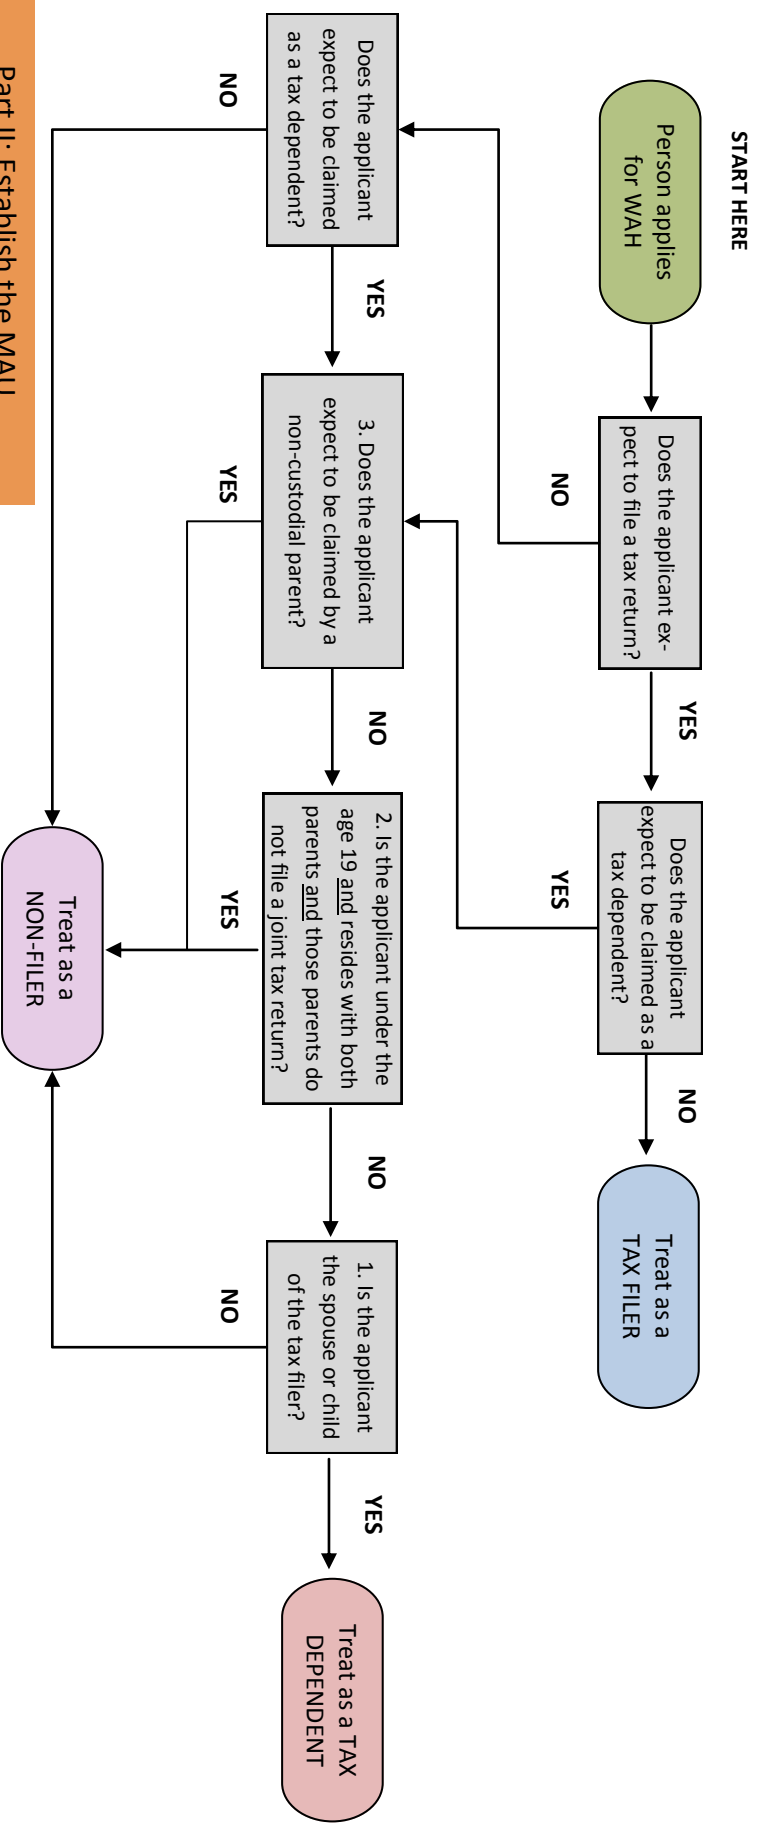 START HERE
Person applies
for WAH
Does the applicant ex-
pect to file a tax return?
YES
Does the applicant
expect to be claimed as a
tax dependent?
NO
Treat as a
TAX FILER
NO
YES
Does the applicant
expect to be claimed
as a tax dependent?
YES
3. Does the applicant
expect to be claimed by a
non-custodial parent?
NO
2. Is the applicant under the
age 19 and resides with both
parents and those parents do
not file a joint tax return?
NO
1. Is the applicant
the spouse or child
of the tax filer?
YES
Treat as a TAX
DEPENDENT
NO
YES
YES
NO
Treat as a
NON-FILER
Part II: Establish the MAU